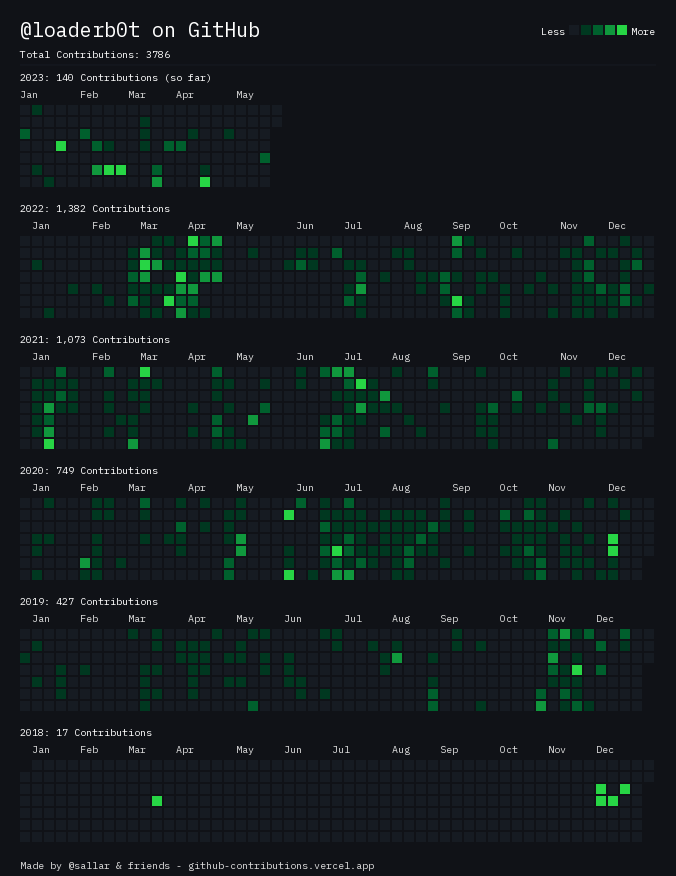 @loaderb0t on GitHub
Less More
Total Contributions: 3786
2023: 140 Contributions (so far)
Jan Feb Mar Apr May
2022: 1,382 Contributions
Jan Feb Mar Apr May Jun Jul Aug Sep Oct Nov Dec
2021: 1,073 Contributions
Jan Feb Mar Apr May Jun Jul Aug Sep Oct Nov Dec
2020: 749 Contributions
Jan Feb Mar Apr May Jun Jul Aug Sep Oct Nov Dec
2019: 427 Contributions
Jan Feb Mar Apr May Jun Jul Aug Sep Oct Nov Dec
2018: 17 Contributions
Jan Feb Mar Apr May Jun Jul Aug Sep Oct Nov Dec
Made by @sallar & friends - github-contributions.vercel.app